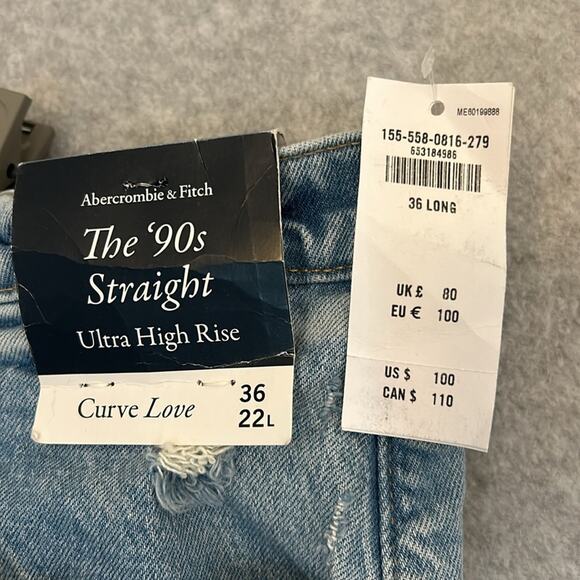 Abercrombie & Fitch
The ‘90s
Straight
Ultra High Rise
Curve Love
36
22L
ME60199888
155-558-0816-279
653184986
36 LONG
UK £ 80
EU € 100
US $ 100
CAN $ 110